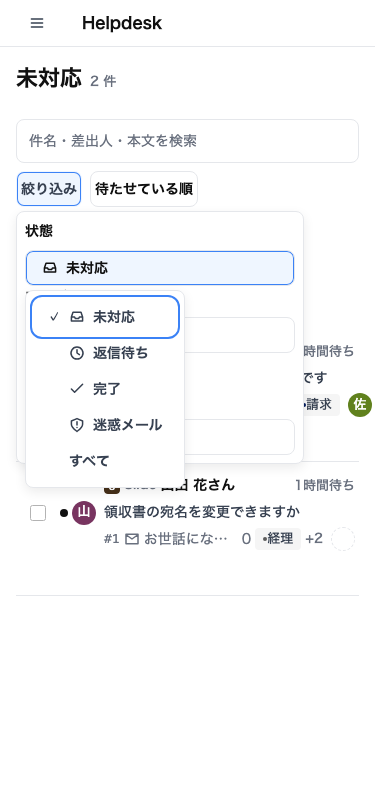 Helpdesk
未対応 2 件
件名・差出人・本文を検索
絞り込み 待たせている順
状態
未対応
✓ 未対応
返信待ち
完了
迷惑メール
すべて
時間待ち
です
•請求 佐
田 花さん 1時間待ち
山 領収書の宛名を変更できますか
#1 お世話にな… 0 •経理 +2